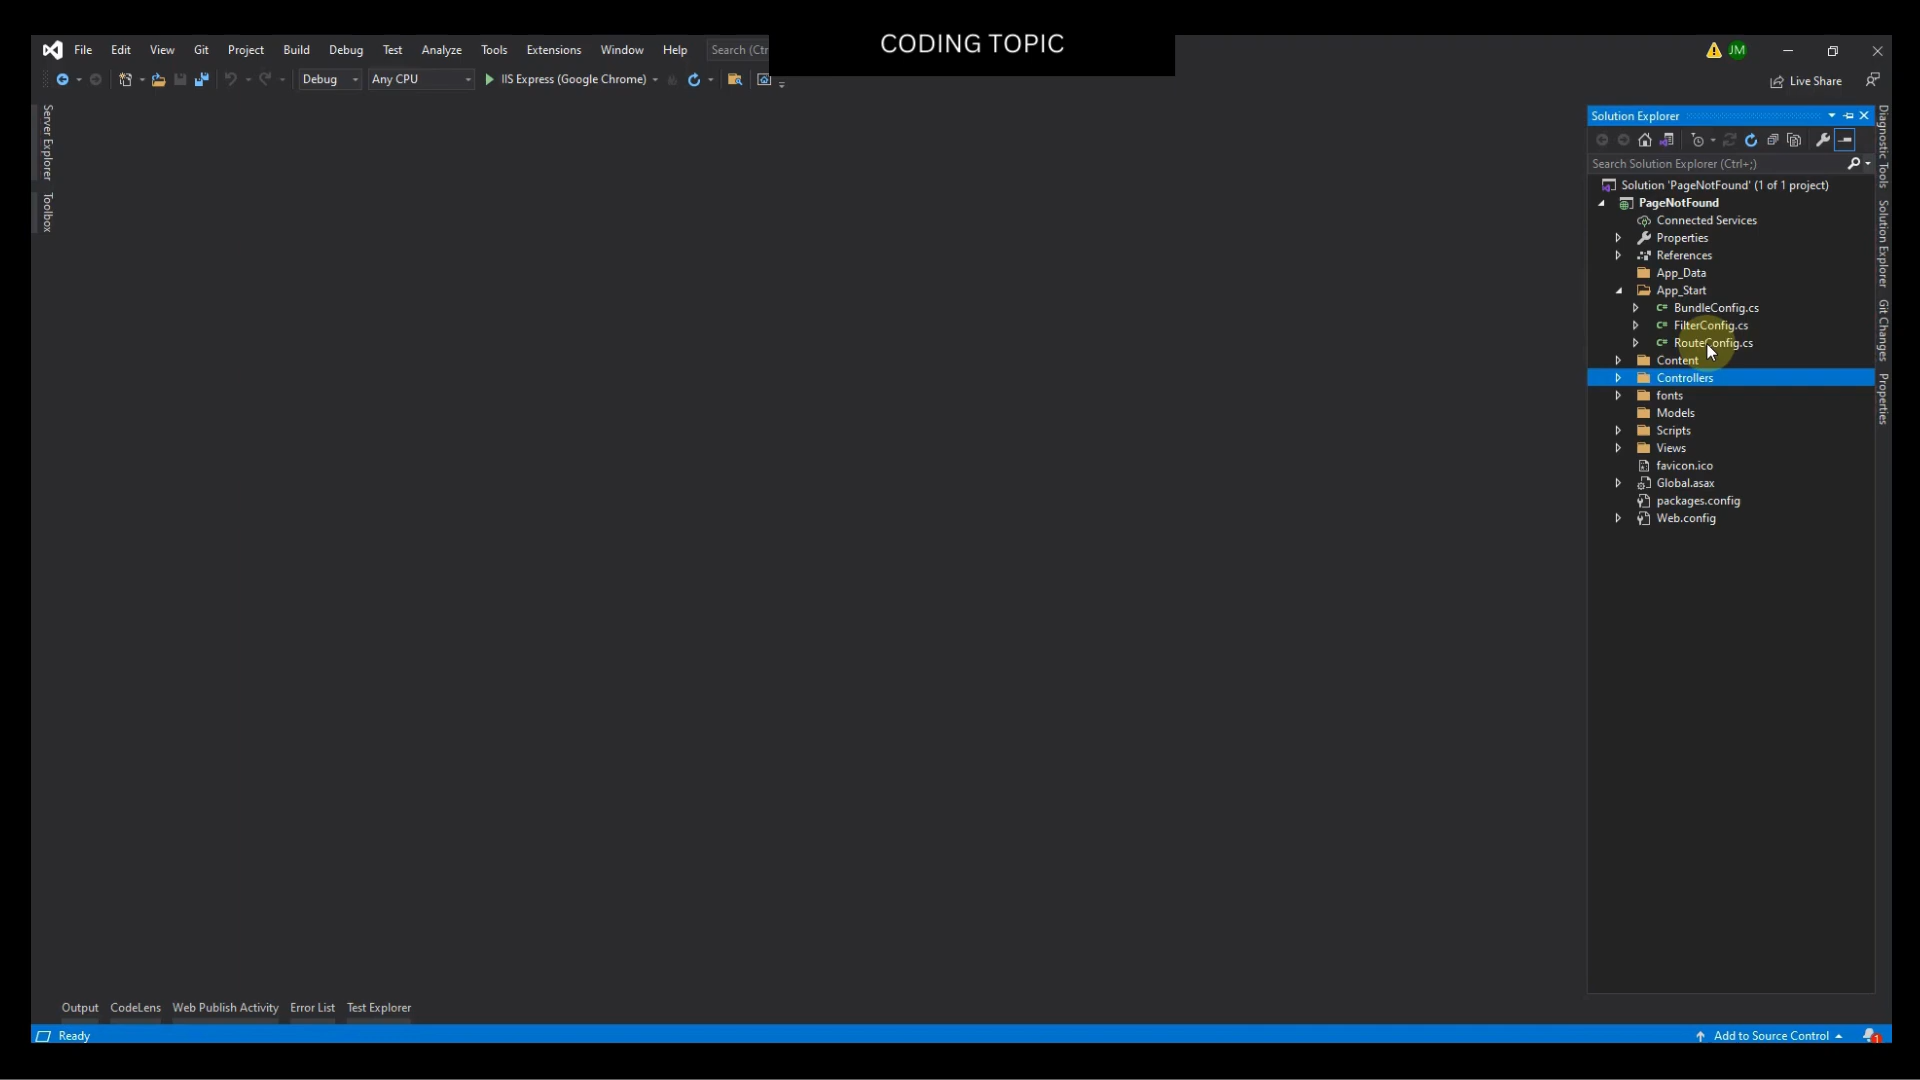 CODING TOPIC
File Edit View Git Project Build Debug Test Analyze Tools Extensions Window Help Search (Ctr
JM
Debug Any CPU IIS Express (Google Chrome)
Live Share
Server Explorer
Toolbox
Solution Explorer
Search Solution Explorer (Ctrl+;)
Solution 'PageNotFound' (1 of 1 project)
PageNotFound
Connected Services
Properties
References
App_Data
App_Start
C# BundleConfig.cs
C# FilterConfig.cs
C# RouteConfig.cs
Content
Controllers
fonts
Models
Scripts
Views
favicon.ico
Global.asax
packages.config
Web.config
Diagnostic Tools
Solution Explorer
Git Changes
Properties
Output CodeLens Web Publish Activity Error List Test Explorer
Ready
Add to Source Control
1